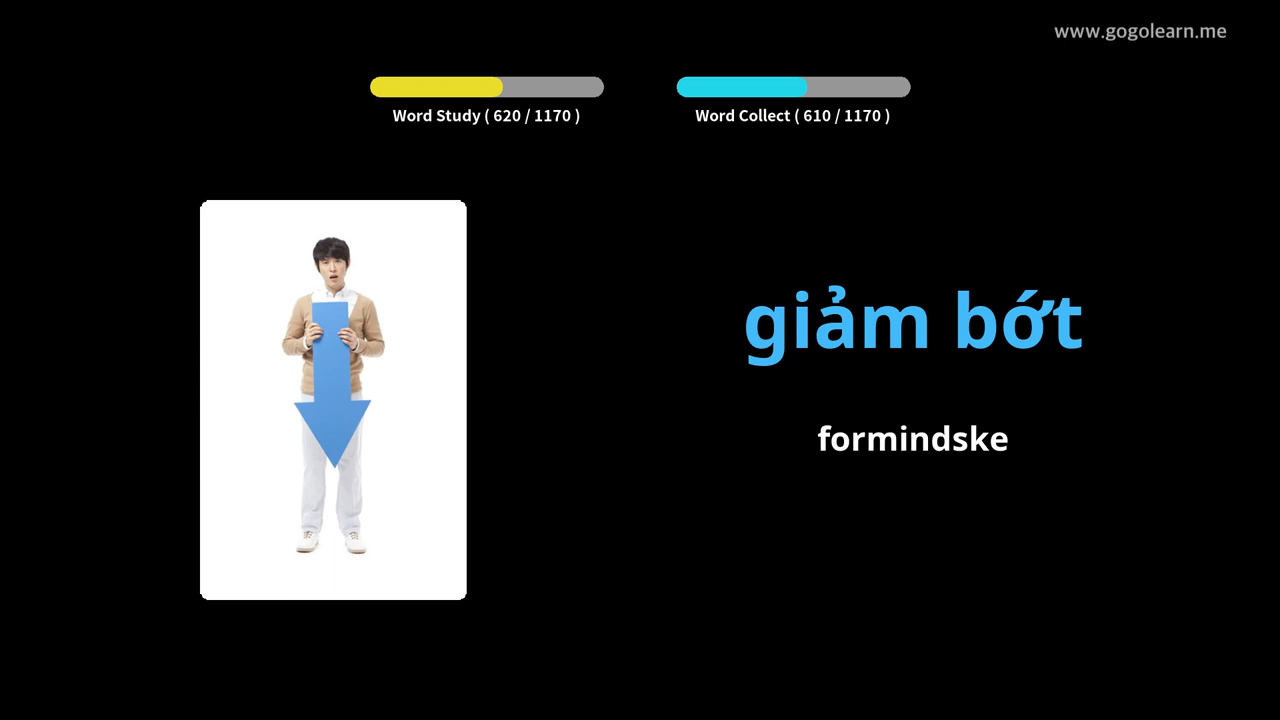 www.gogolearn.me
Word Study ( 620 / 1170 )
Word Collect ( 610 / 1170 )
giảm bớt
formindske